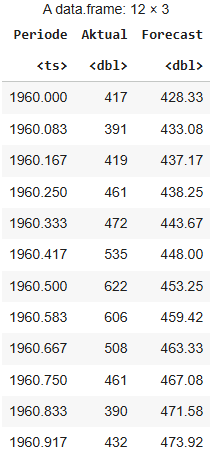 A data.frame: 12 × 3
Periode Aktual Forecast
<ts> <dbl> <dbl>
1960.000 417 428.33
1960.083 391 433.08
1960.167 419 437.17
1960.250 461 438.25
1960.333 472 443.67
1960.417 535 448.00
1960.500 622 453.25
1960.583 606 459.42
1960.667 508 463.33
1960.750 461 467.08
1960.833 390 471.58
1960.917 432 473.92